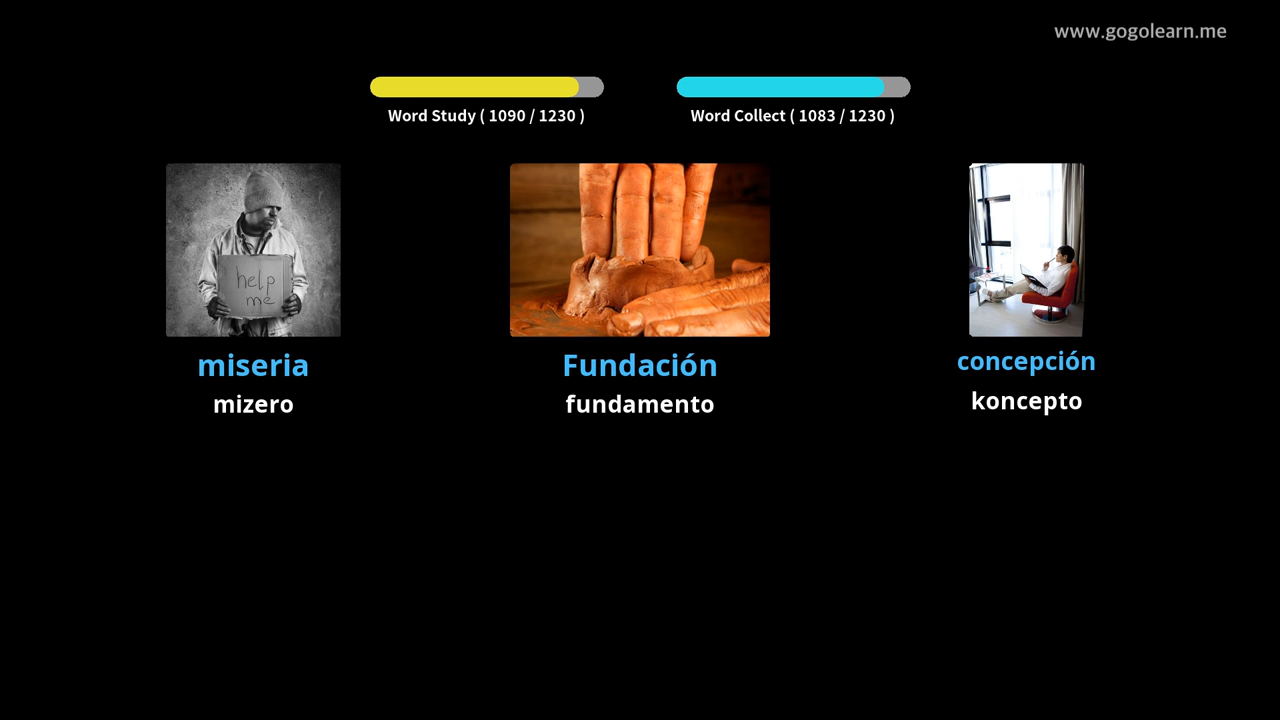 www.gogolearn.me
Word Study ( 1090 / 1230 )
Word Collect ( 1083 / 1230 )
help
me
miseria
Fundación
concepción
mizero
fundamento
koncepto